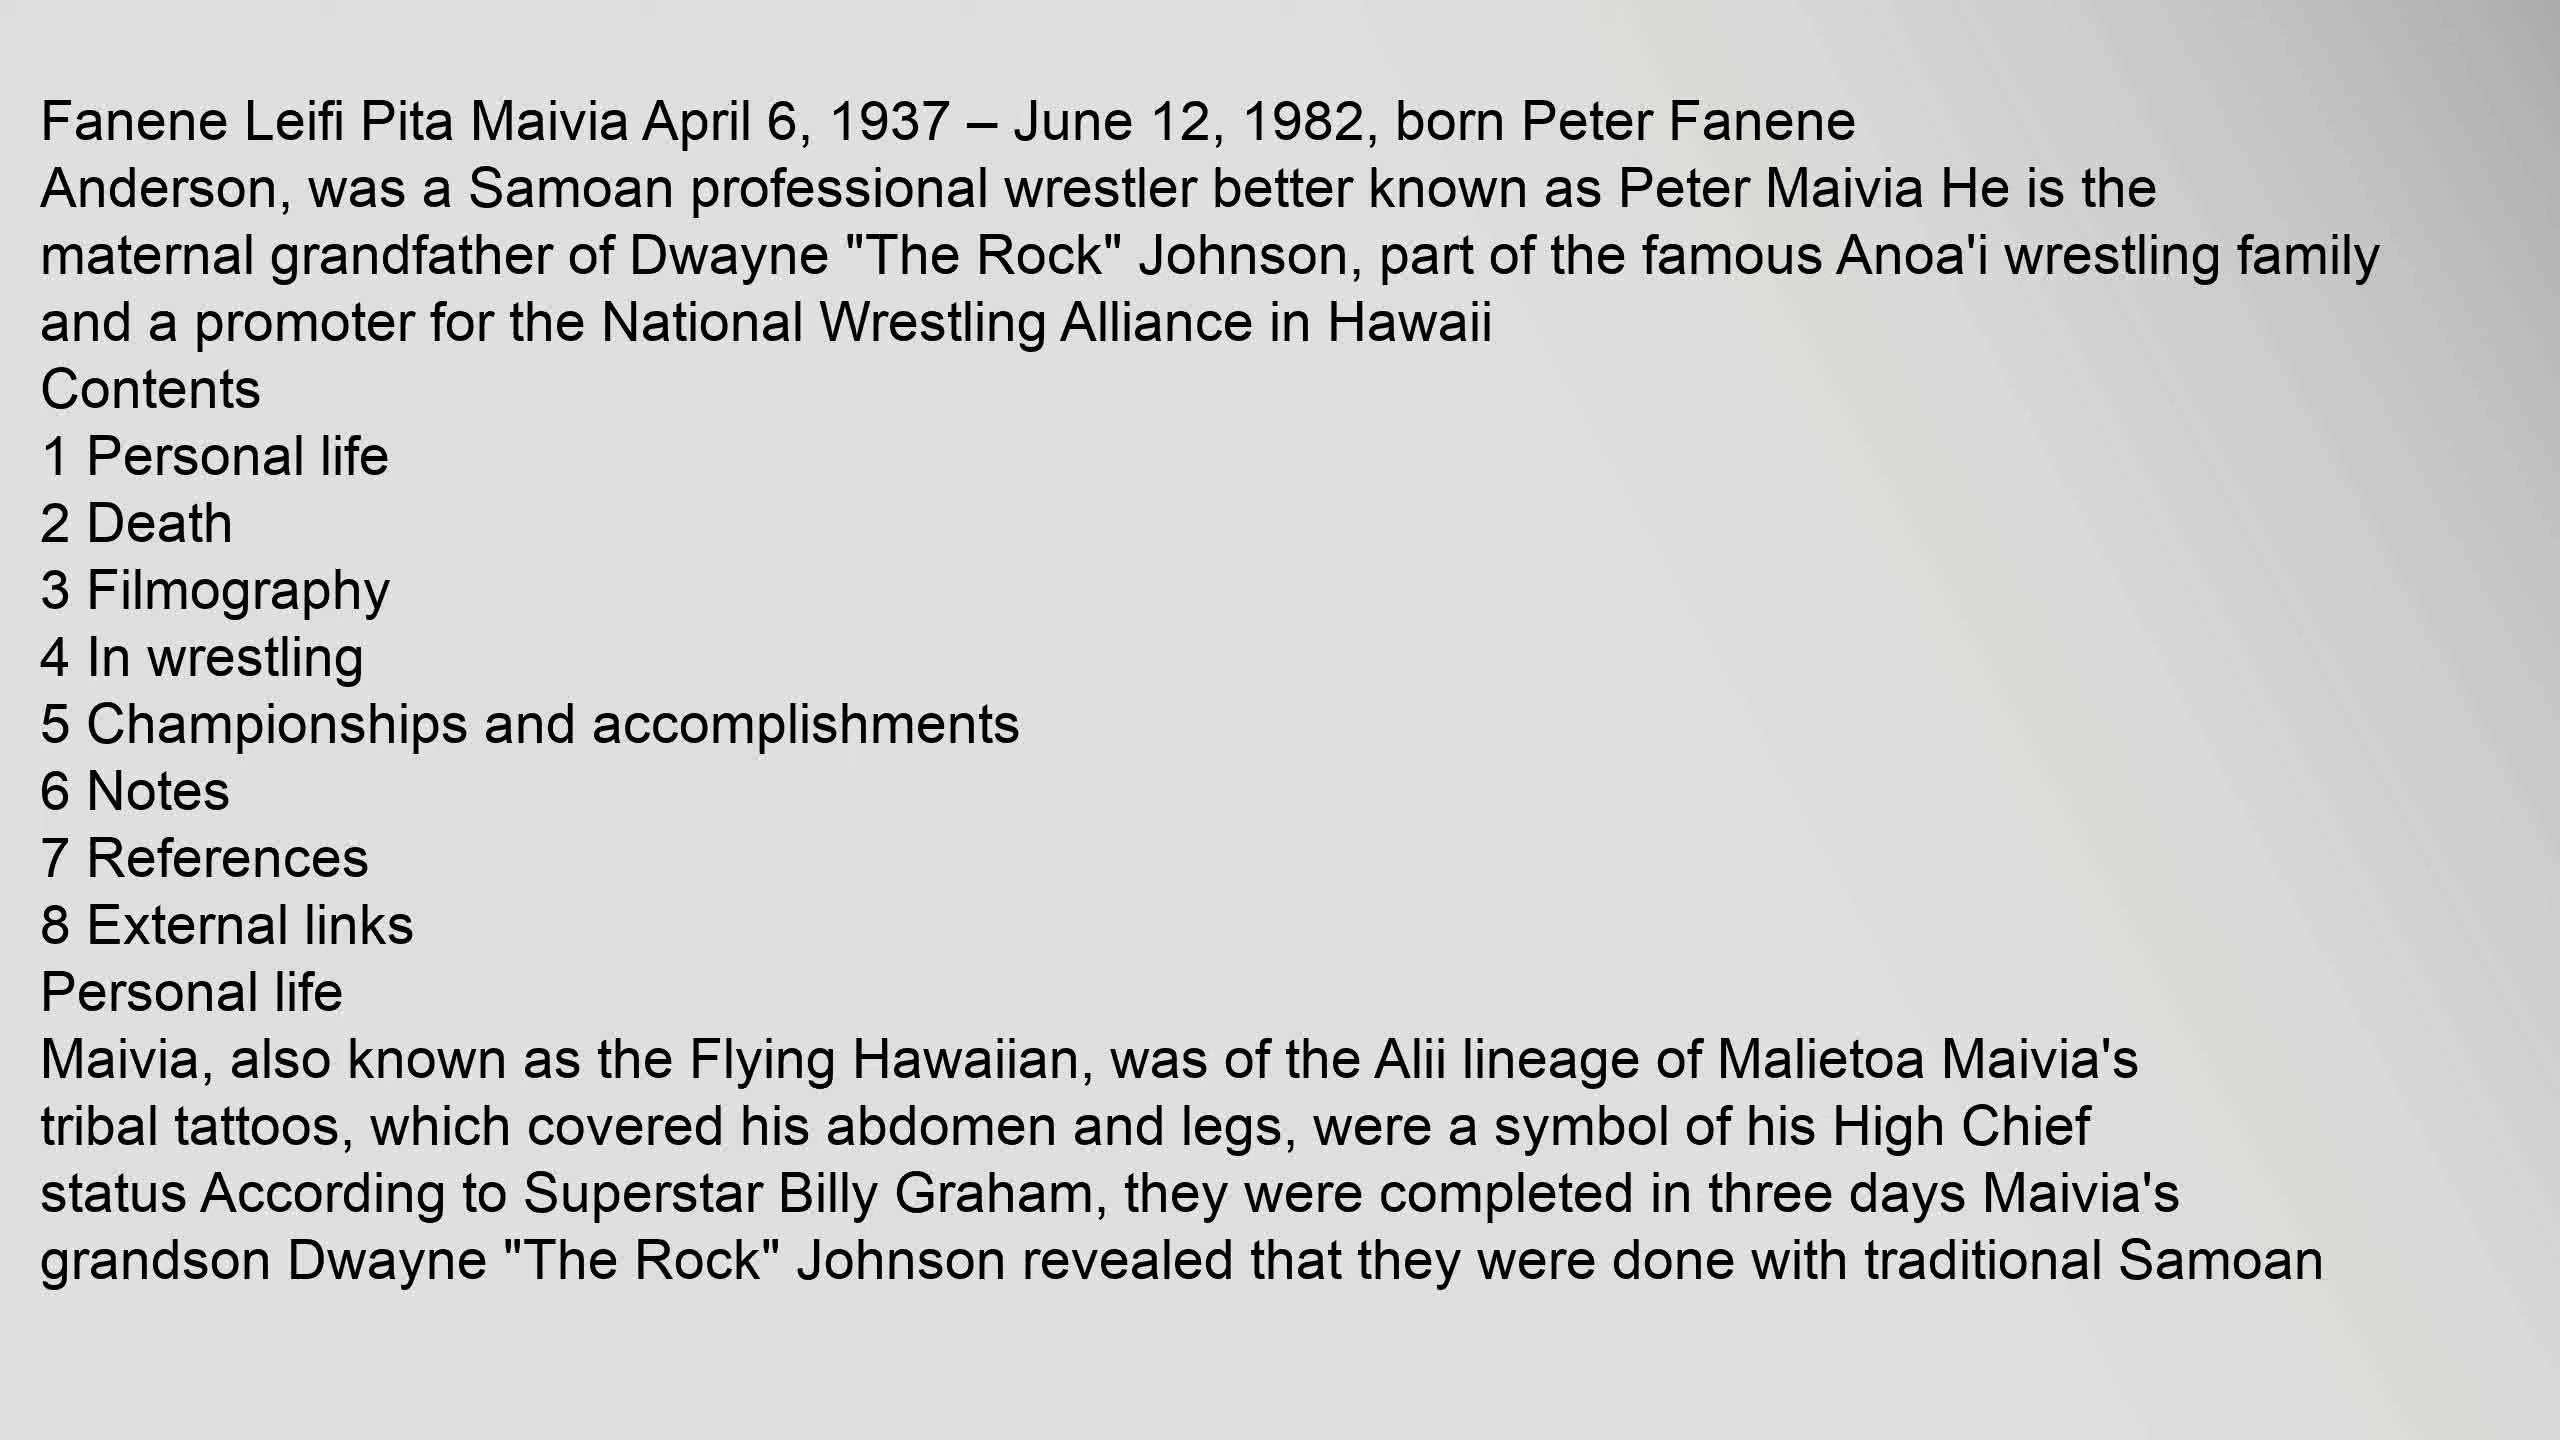 Fanene Leifi Pita Maivia April 6, 1937 – June 12, 1982, born Peter Fanene
Anderson, was a Samoan professional wrestler better known as Peter Maivia He is the
maternal grandfather of Dwayne "The Rock" Johnson, part of the famous Anoa'i wrestling family
and a promoter for the National Wrestling Alliance in Hawaii
Contents
1 Personal life
2 Death
3 Filmography
4 In wrestling
5 Championships and accomplishments
6 Notes
7 References
8 External links
Personal life
Maivia, also known as the Flying Hawaiian, was of the Alii lineage of Malietoa Maivia's
tribal tattoos, which covered his abdomen and legs, were a symbol of his High Chief
status According to Superstar Billy Graham, they were completed in three days Maivia's
grandson Dwayne "The Rock" Johnson revealed that they were done with traditional Samoan